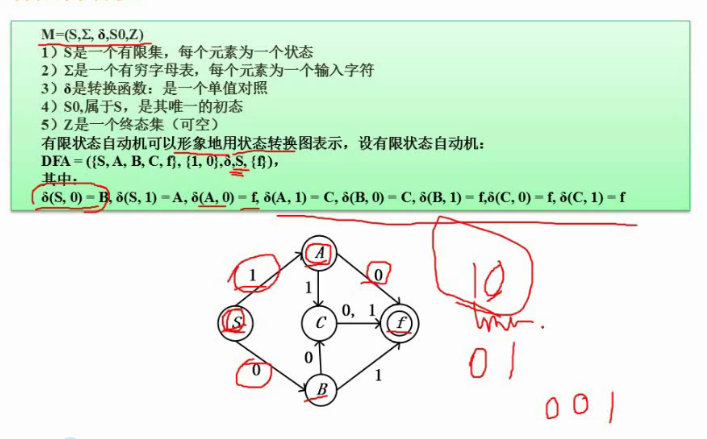 M=(S,Σ, δ,S0,Z)
1）S是一个有限集，每个元素为一个状态
2）Σ是一个有穷字母表，每个元素为一个输入字符
3）δ是转换函数：是一个单值对照
4）S0,属于S，是其唯一的初态
5）Z是一个终态集（可空）
有限状态自动机可以形象地用状态转换图表示，设有限状态自动机：
DFA = ({S, A, B, C, f}, {1, 0},δ,S, {f})，
其中：
δ(S, 0) = B, δ(S, 1) = A, δ(A, 0) = f, δ(A, 1) = C, δ(B, 0) = C, δ(B, 1) = f,δ(C, 0) = f, δ(C, 1) = f
A
1
0
10
1
S
C
0， 1
f
0
0
B
1
01
001